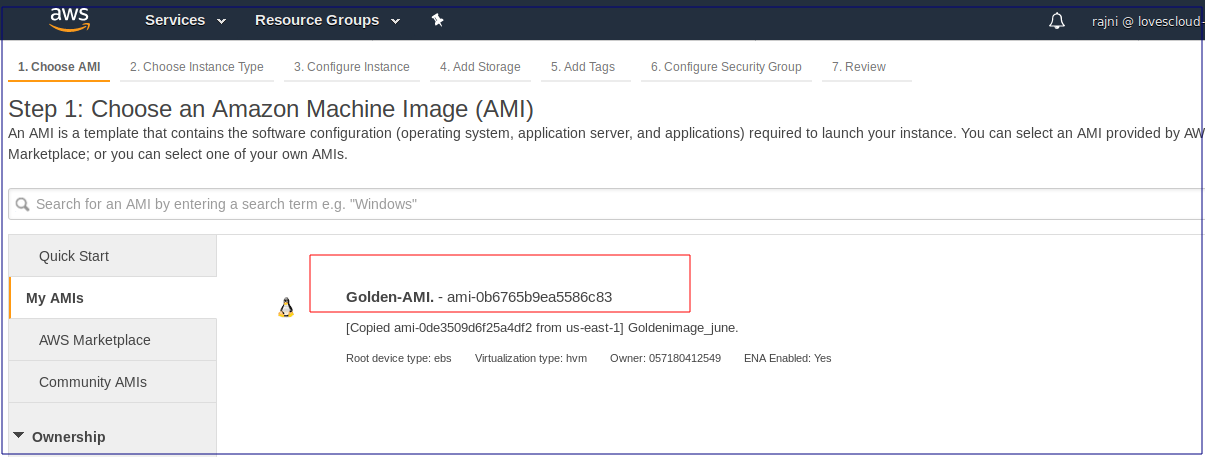 aws Services Resource Groups rajni @ lovescloud-
1. Choose AMI 2. Choose Instance Type 3. Configure Instance 4. Add Storage 5. Add Tags 6. Configure Security Group 7. Review
Step 1: Choose an Amazon Machine Image (AMI)
An AMI is a template that contains the software configuration (operating system, application server, and applications) required to launch your instance. You can select an AMI provided by AW
Marketplace; or you can select one of your own AMIs.
Search for an AMI by entering a search term e.g. "Windows"
Quick Start
My AMIs
AWS Marketplace
Community AMIs
Ownership
Golden-AMI. - ami-0b6765b9ea5586c83
[Copied ami-0de3509d6f25a4df2 from us-east-1] Goldenimage_june.
Root device type: ebs Virtualization type: hvm Owner: 057180412549 ENA Enabled: Yes